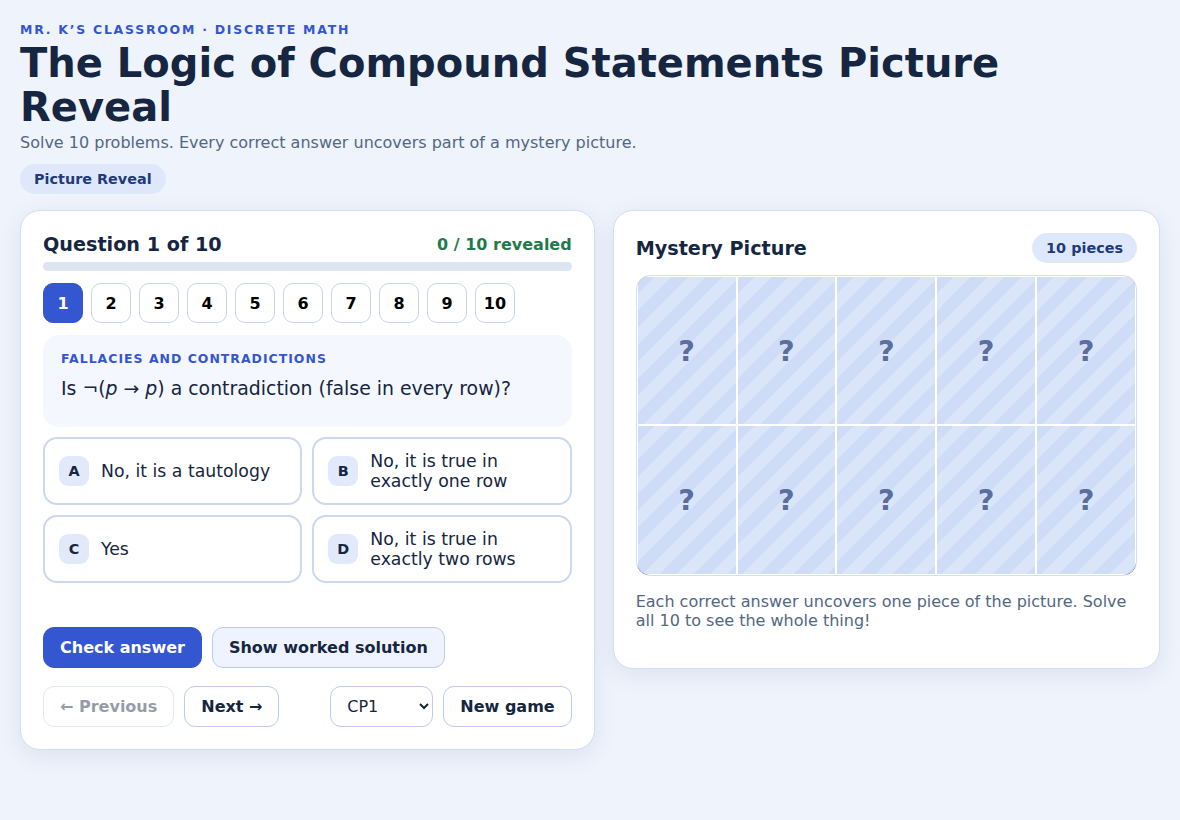 MR. K’S CLASSROOM · DISCRETE MATH
The Logic of Compound Statements Picture
Reveal
Solve 10 problems. Every correct answer uncovers part of a mystery picture.
Picture Reveal
Question 1 of 10
0 / 10 revealed
1 2 3 4 5 6 7 8 9 10
FALLACIES AND CONTRADICTIONS
Is ¬(p → p) a contradiction (false in every row)?
A No, it is a tautology
B No, it is true in
exactly one row
C Yes
D No, it is true in
exactly two rows
Check answer
Show worked solution
← Previous
Next →
CP1
New game
Mystery Picture
10 pieces
? ? ? ? ?
? ? ? ? ?
Each correct answer uncovers one piece of the picture. Solve
all 10 to see the whole thing!